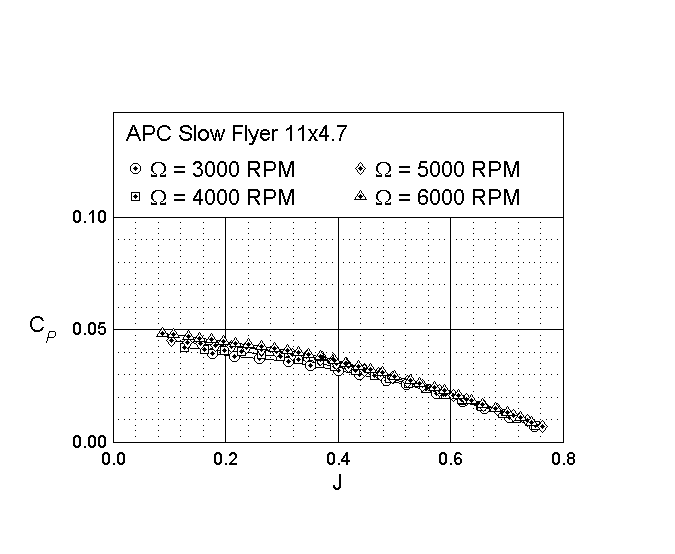 APC Slow Flyer 11x4.7
Ω = 3000 RPM Ω = 5000 RPM
Ω = 4000 RPM Ω = 6000 RPM
0.10
C_P 0.05
0.00
0.0 0.2 0.4 0.6 0.8
J